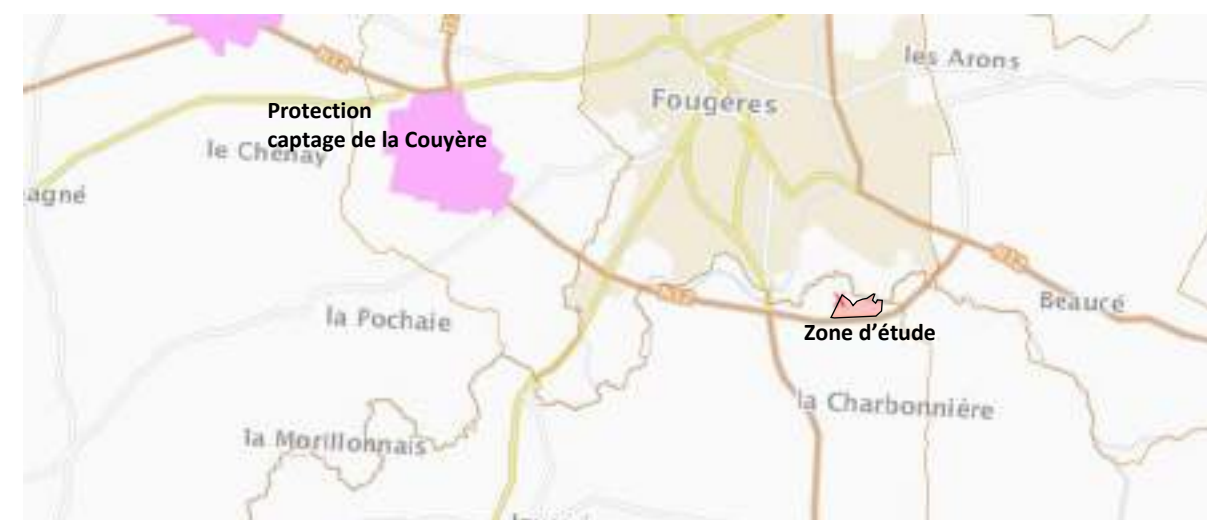 les Arons
Fougères
Protection
captage de la Couyère
le Chenay
agné
Beaucé
la Pochaie
Zone d’étude
la Charbonnière
la Morillonnais